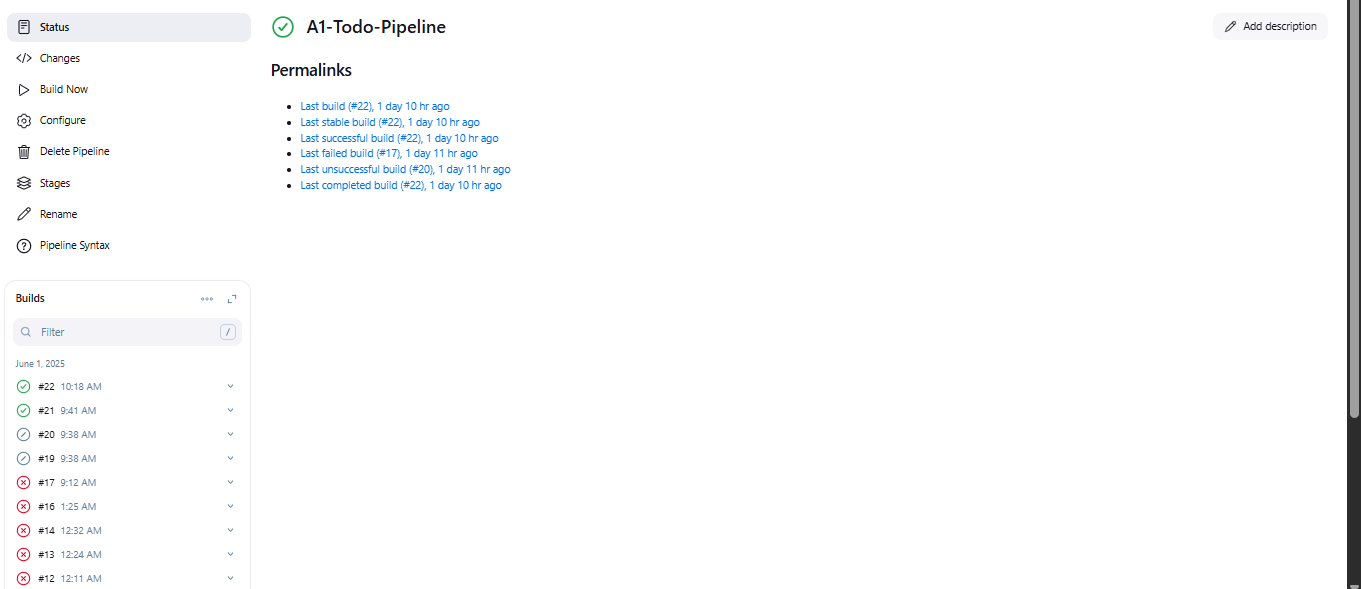 Status
Changes
Build Now
Configure
Delete Pipeline
Stages
Rename
Pipeline Syntax
Builds
Filter /
June 1, 2025
#22 10:18 AM
#21 9:41 AM
#20 9:38 AM
#19 9:38 AM
#17 9:12 AM
#16 1:25 AM
#14 12:32 AM
#13 12:24 AM
#12 12:11 AM
A1-Todo-Pipeline
Add description
Permalinks
Last build (#22), 1 day 10 hr ago
Last stable build (#22), 1 day 10 hr ago
Last successful build (#22), 1 day 10 hr ago
Last failed build (#17), 1 day 11 hr ago
Last unsuccessful build (#20), 1 day 11 hr ago
Last completed build (#22), 1 day 10 hr ago